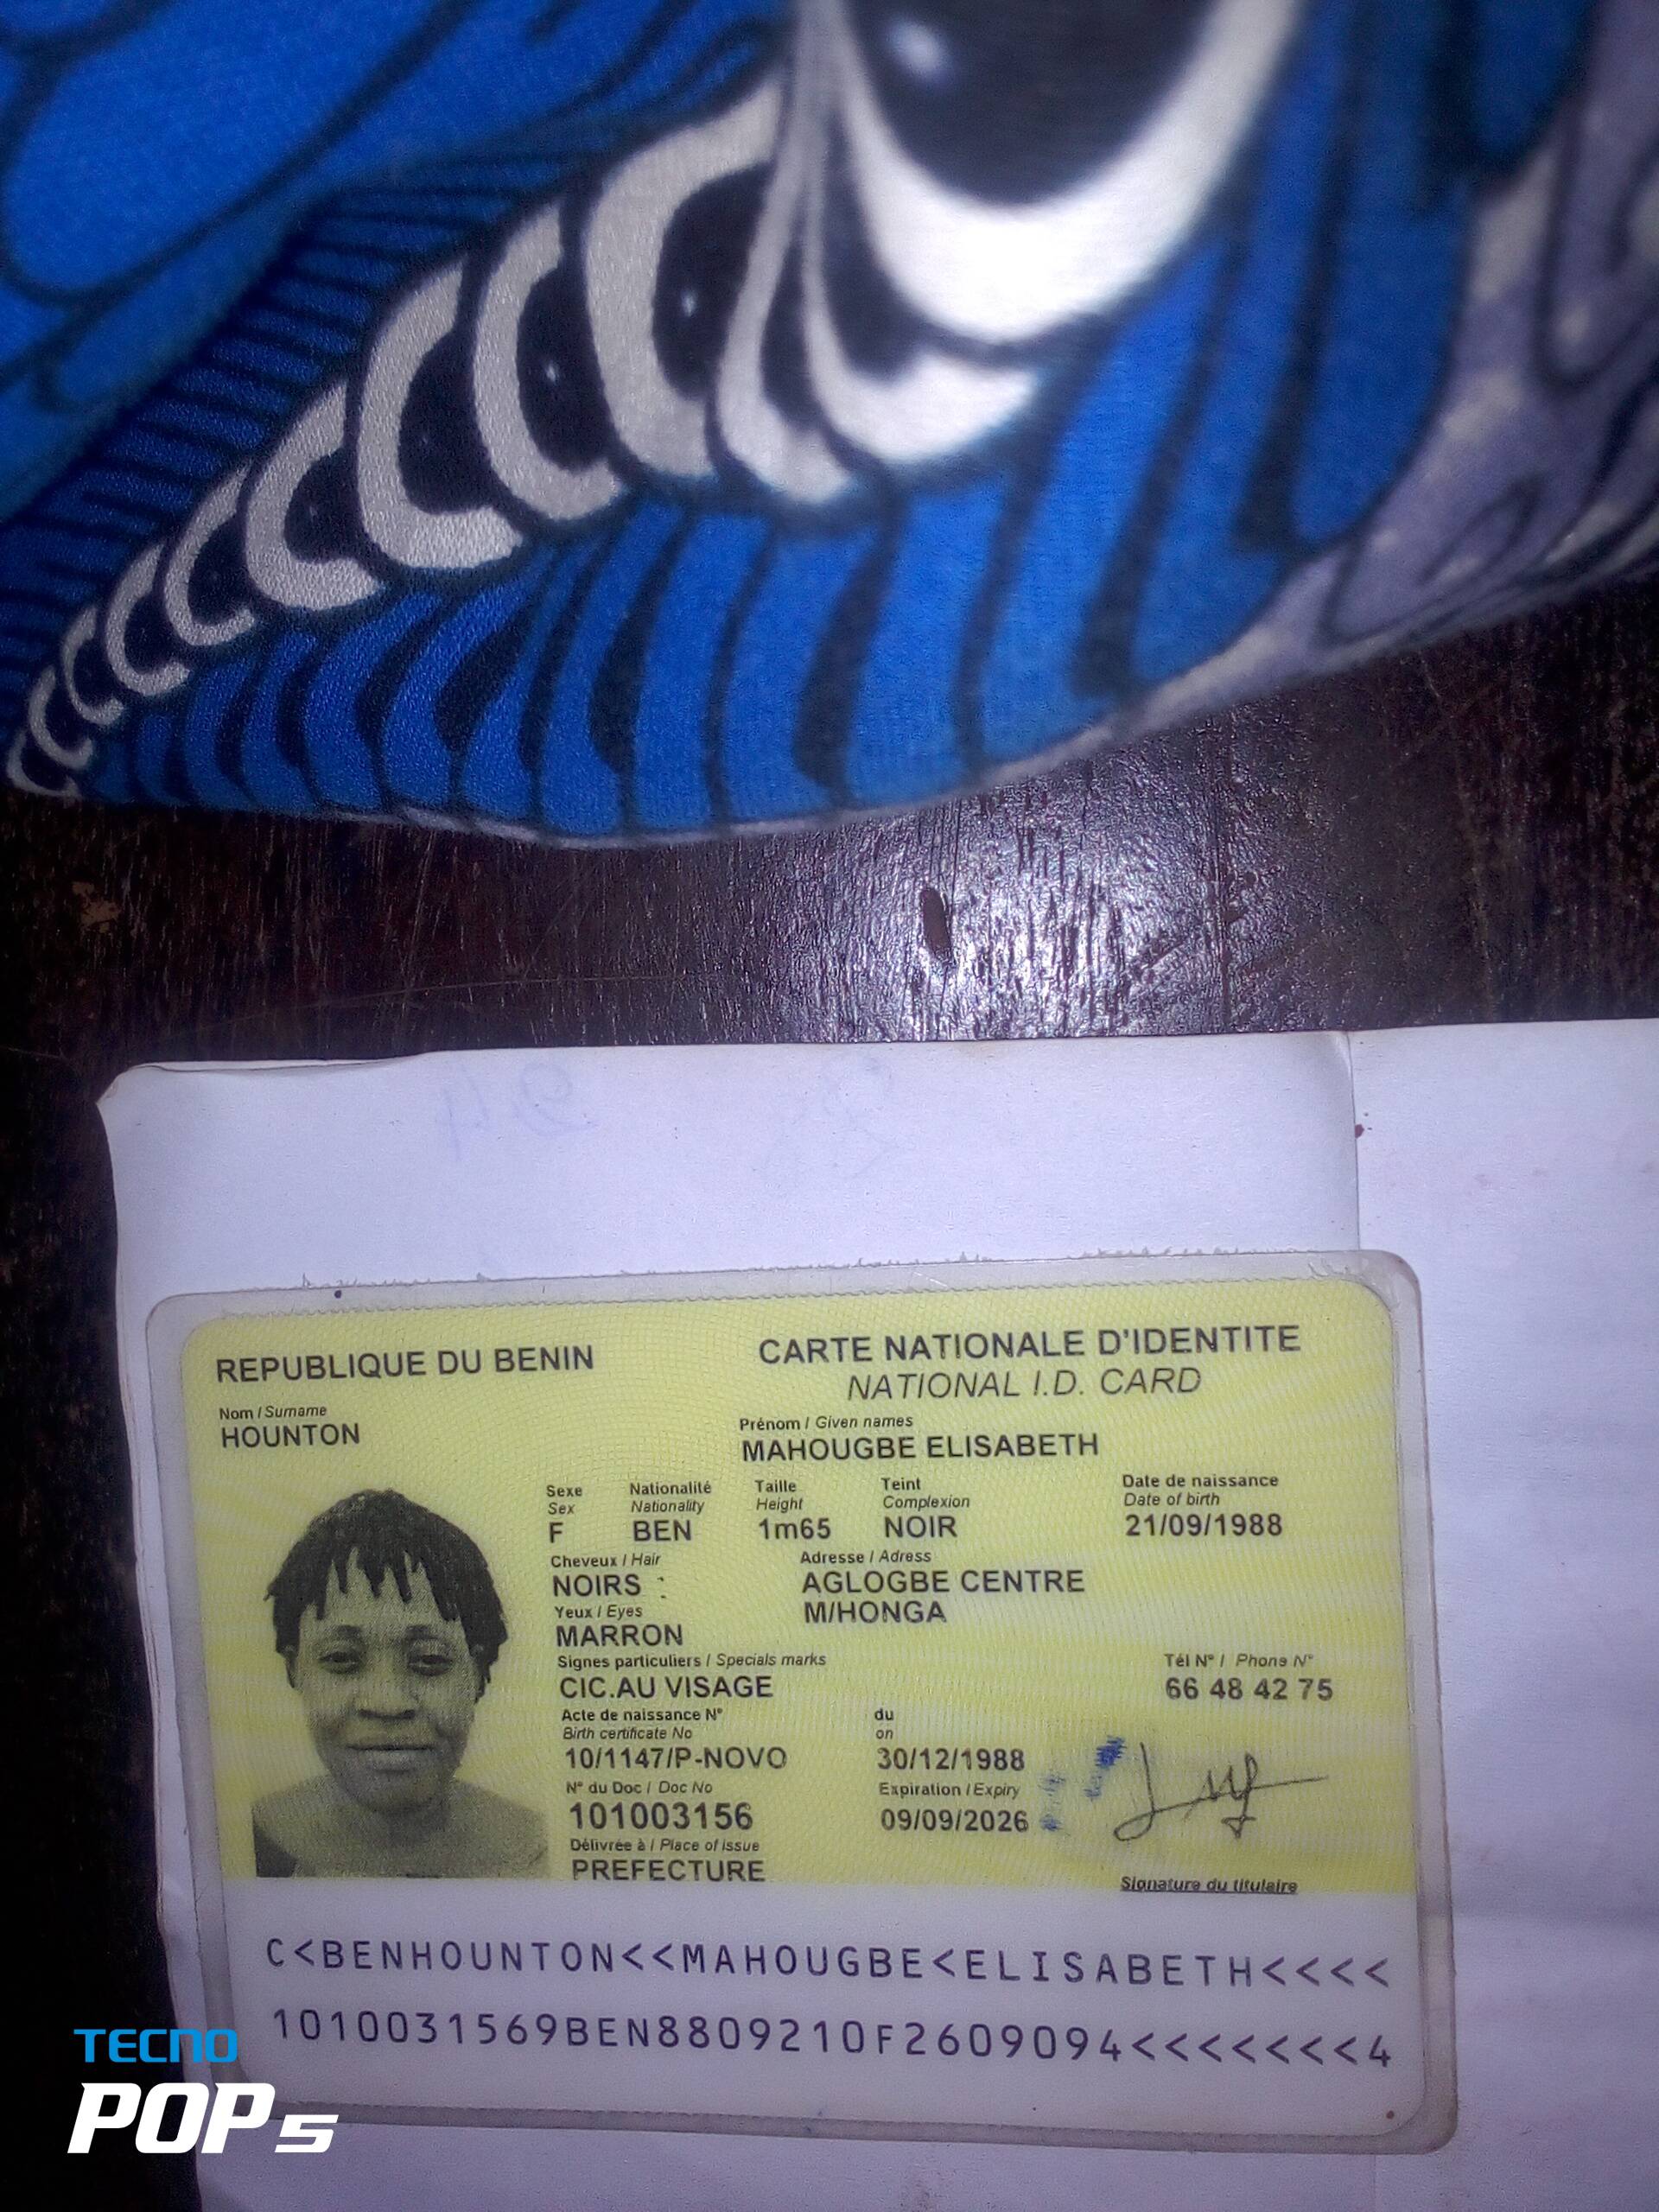 REPUBLIQUE DU BENIN
CARTE NATIONALE D'IDENTITE
NATIONAL I.D. CARD
Nom / Surname
HOUNTON
Prénom / Given names
MAHOUGBE ELISABETH
Sexe Nationalité Taille Teint Date de naissance
Sex Nationality Height Complexion Date of birth
F BEN 1m65 NOIR 21/09/1988
Cheveux / Hair Adresse / Adress
NOIRS AGLOGBE CENTRE
Yeux / Eyes M/HONGA
MARRON
Signes particuliers / Specials marks Tél N° / Phone N°
CIC.AU VISAGE 66 48 42 75
Acte de naissance N° du
Birth certificate No on
10/1147/P-NOVO 30/12/1988
N° du Doc / Doc No Expiration / Expiry
101003156 09/09/2026
Délivrée à / Place of issue
PREFECTURE
Signature du titulaire
C<BENHOUNTON<<MAHOUGBE<ELISABETH<<<<
1010031569BEN8809210F2609094<<<<<<<4
TECNO
POP 5